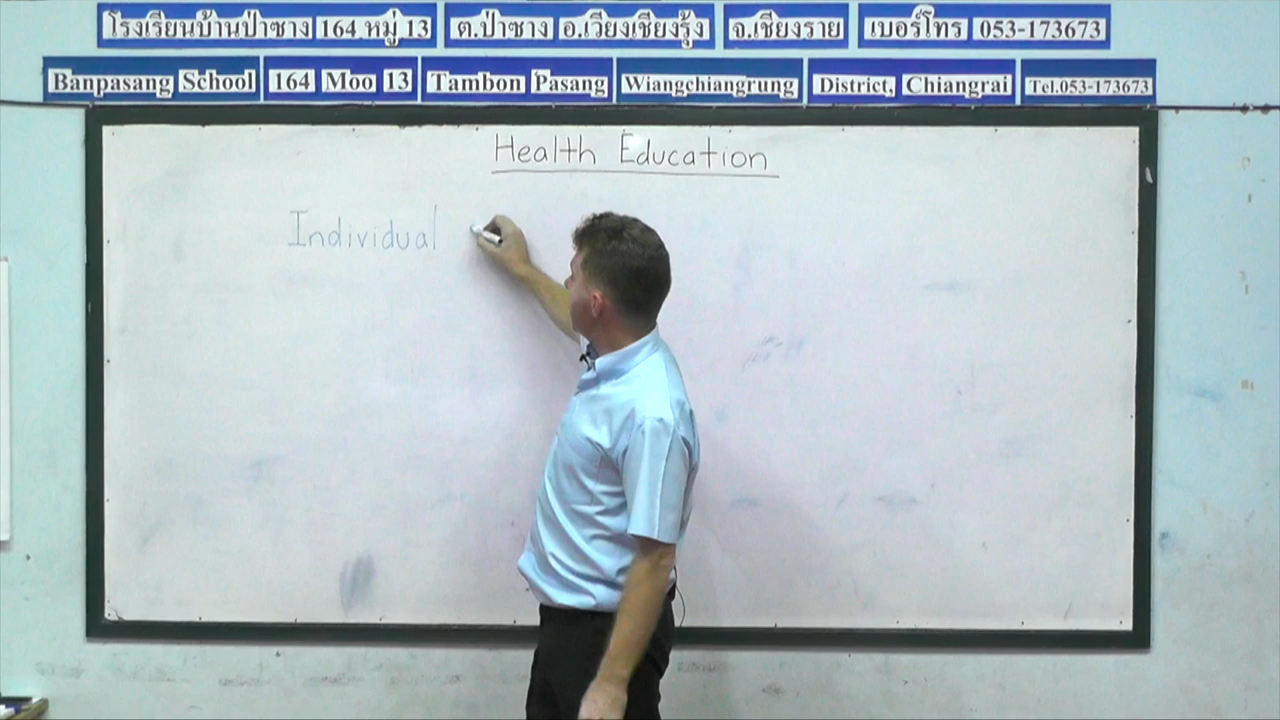 โรงเรียนบ้านป่าซาง 164 หมู่ 13 ต.ป่าซาง อ.เวียงเชียงรุ้ง จ.เชียงราย เบอร์โทร 053-173673
Banpasang School 164 Moo 13 Tambon Pasang Wiangchiangrung District, Chiangrai Tel.053-173673
Health Education
Individual